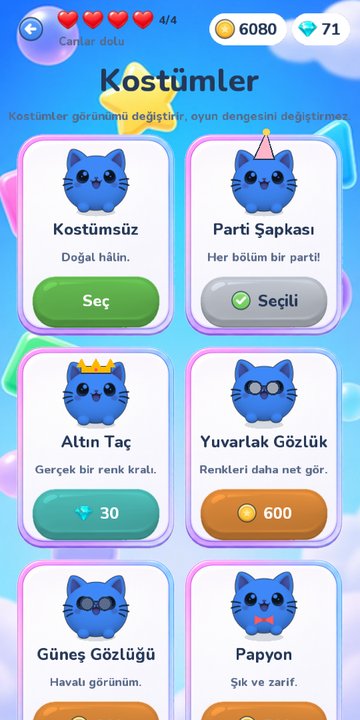 4/4
6080
71
Canlar dolu
Kostümler
Kostümler görünümü değiştirir, oyun dengesini değiştirmez.
Kostümsüz
Doğal hâlin.
Seç
Parti Şapkası
Her bölüm bir parti!
Seçili
Altın Taç
Gerçek bir renk kralı.
30
Yuvarlak Gözlük
Renkleri daha net gör.
600
Güneş Gözlüğü
Havalı görünüm.
Papyon
Şık ve zarif.